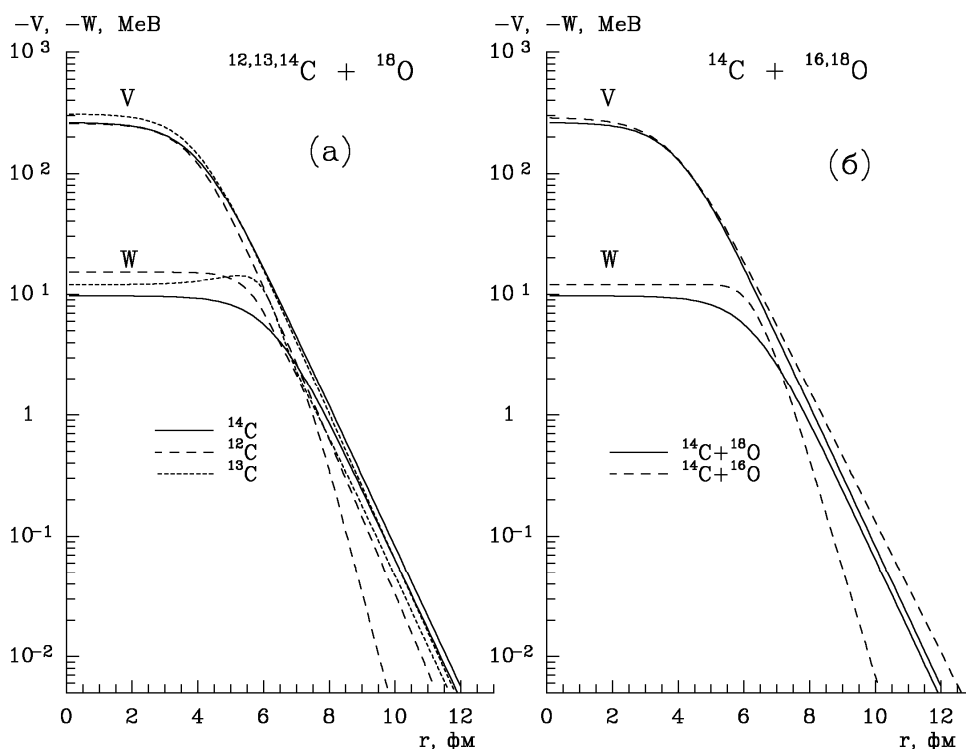 −V, −W, МеВ
10³
10²
10¹
1
10⁻¹
10⁻²
¹²,¹³,¹⁴C + ¹⁸O
V
(а)
W
¹⁴C
¹²C
¹³C
0 2 4 6 8 10 12
r, фм
−V, −W, МеВ
10³
10²
10¹
1
10⁻¹
10⁻²
¹⁴C + ¹⁶,¹⁸O
V
(б)
W
¹⁴C+¹⁸O
¹⁴C+¹⁶O
0 2 4 6 8 10 12
r, фм